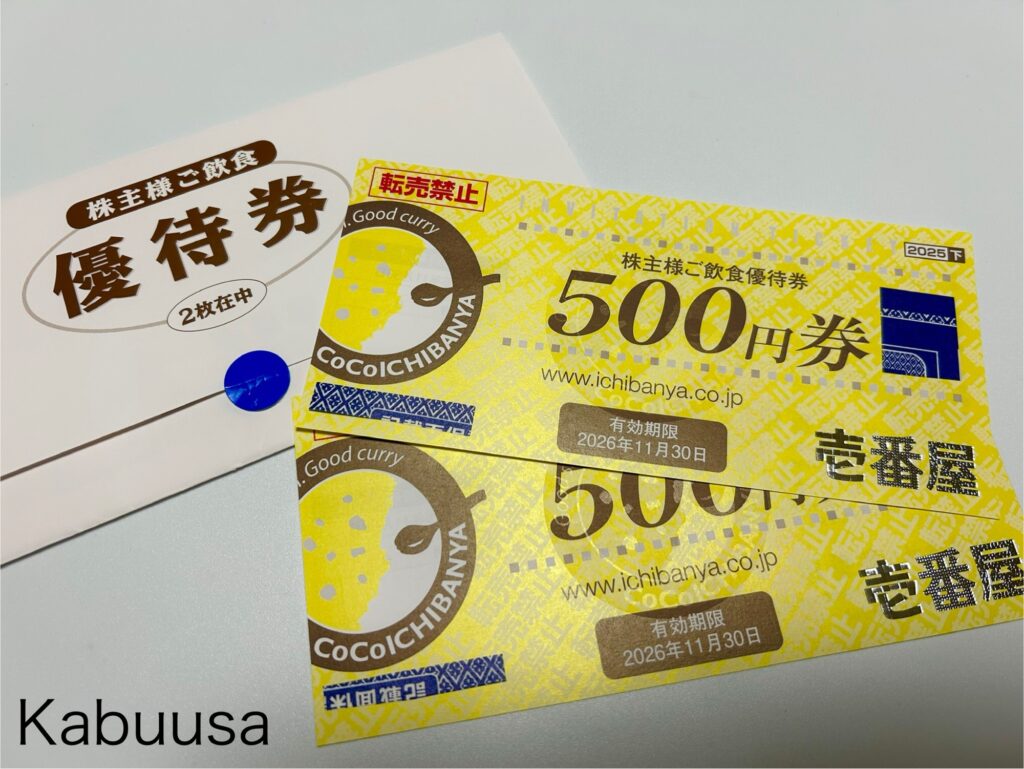 株主様ご飲食
優待券
2枚在中
転売禁止
Good curry
CoCoICHIBANYA
2025下
株主様ご飲食優待券
500円券
www.ichibanya.co.jp
有効期限
2026年11月30日
壱番屋
Good curry
CoCoICHIBANYA
500円
www.ichibanya.co.jp
有効期限
2026年11月30日
壱番屋
Kabuusa